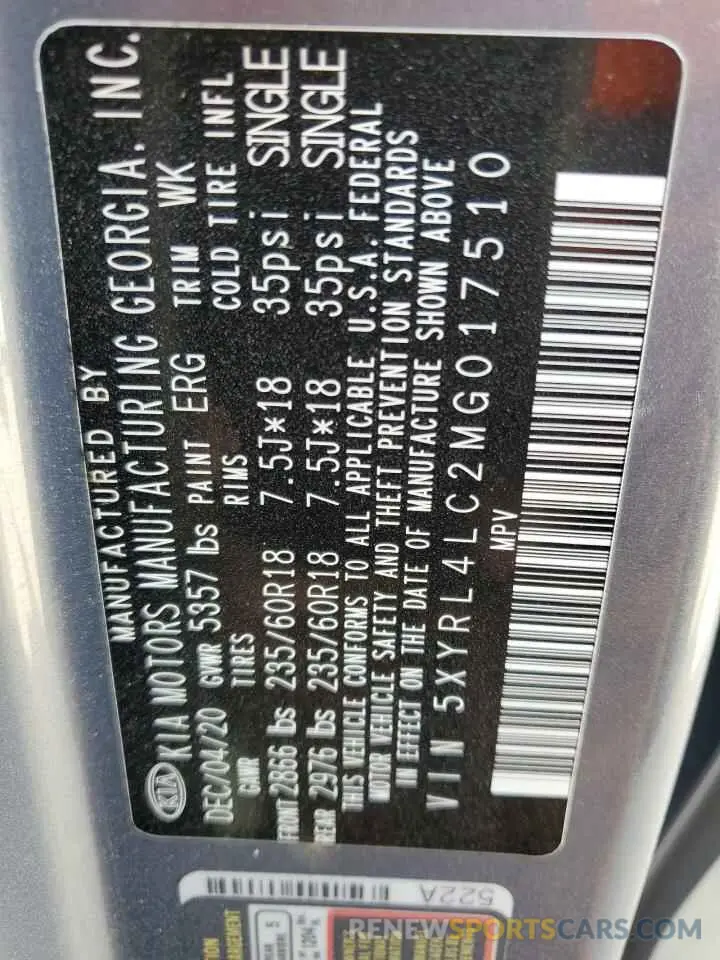 MANUFACTURED BY
KIA KIA MOTORS MANUFACTURING GEORGIA, INC.
DEC/04/20 GVWR 5357 lbs PAINT ERG TRIM WK
GAWR TIRES RIMS COLD TIRE INFL
FRONT 2866 lbs 235/60R18 7.5J*18 35psi SINGLE
REAR 2976 lbs 235/60R18 7.5J*18 35psi SINGLE
THIS VEHICLE CONFORMS TO ALL APPLICABLE U.S.A. FEDERAL
MOTOR VEHICLE SAFETY AND THEFT PREVENTION STANDARDS
IN EFFECT ON THE DATE OF MANUFACTURE SHOWN ABOVE
VIN 5XYRL4LC2MG017510
MPV
522A
5
1204
RENEWSPORTSCARS.COM